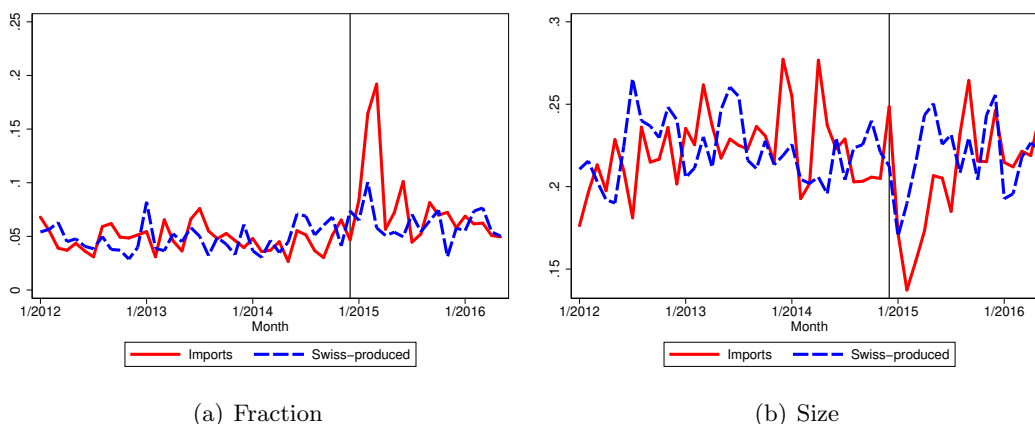 .25
.2
.15
.1
.05
0
1/2012
1/2013
1/2014
1/2015
1/2016
Month
Imports
Swiss−produced
(a) Fraction
.3
.25
.2
.15
1/2012
1/2013
1/2014
1/2015
1/2016
Month
Imports
Swiss−produced
(b) Size